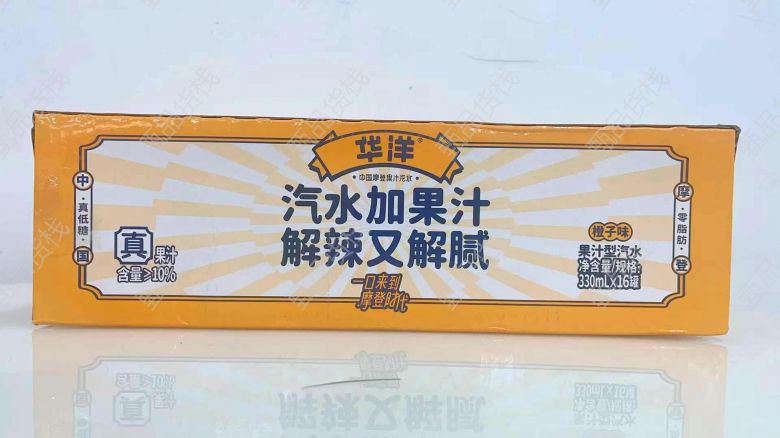 华洋®
•中国摩登果汁汽水•
汽水加果汁
解辣又解腻
一口来到
摩登时代
中·真低糖·国
真果汁
含量≥10%
摩·零脂肪·登
橙子味
果汁型汽水
净含量/规格:
330mL×16罐